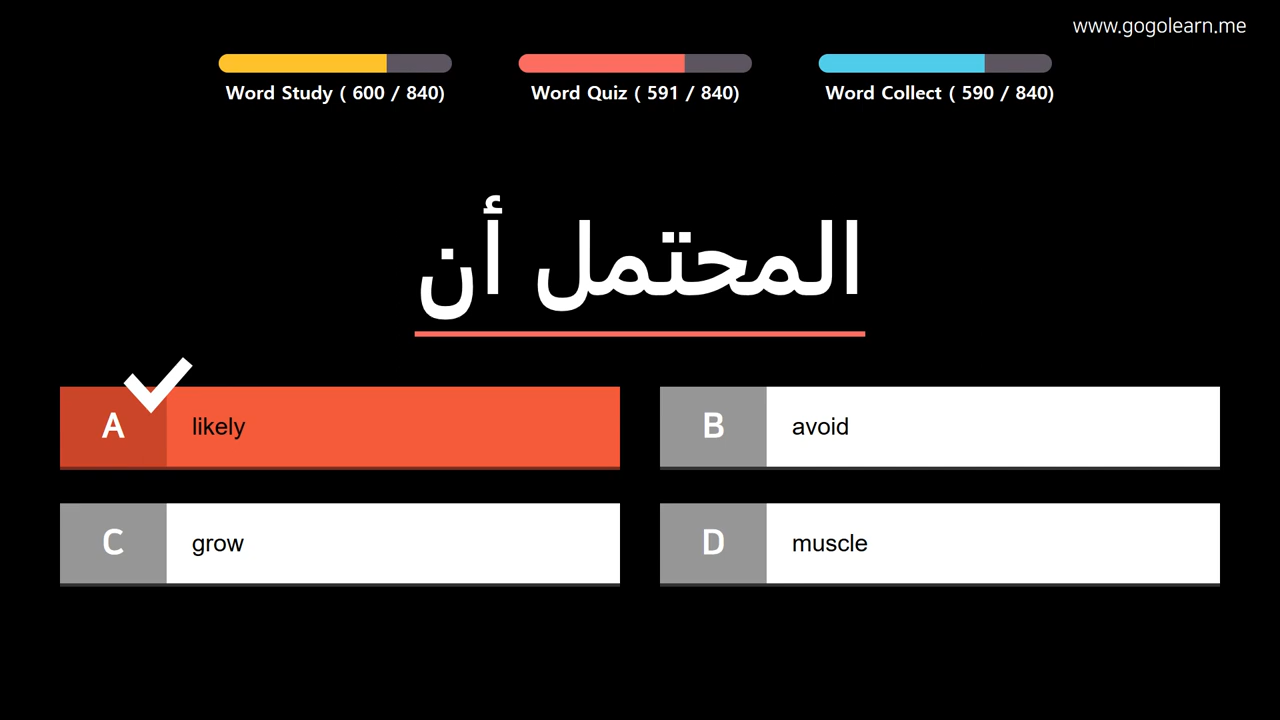 www.gogolearn.me
Word Study ( 600 / 840)
Word Quiz ( 591 / 840)
Word Collect ( 590 / 840)
المحتمل أن
A likely
B avoid
C grow
D muscle